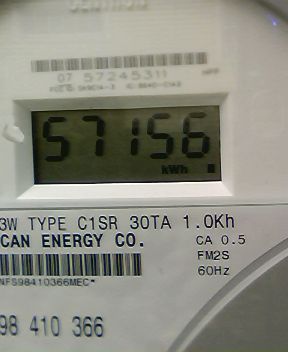 07 57245311
57156
kWh
3W TYPE C1SR 30TA 1.0Kh
CAN ENERGY CO.
CA 0.5
FM2S
60Hz
NFS98410366MEC*
98 410 366